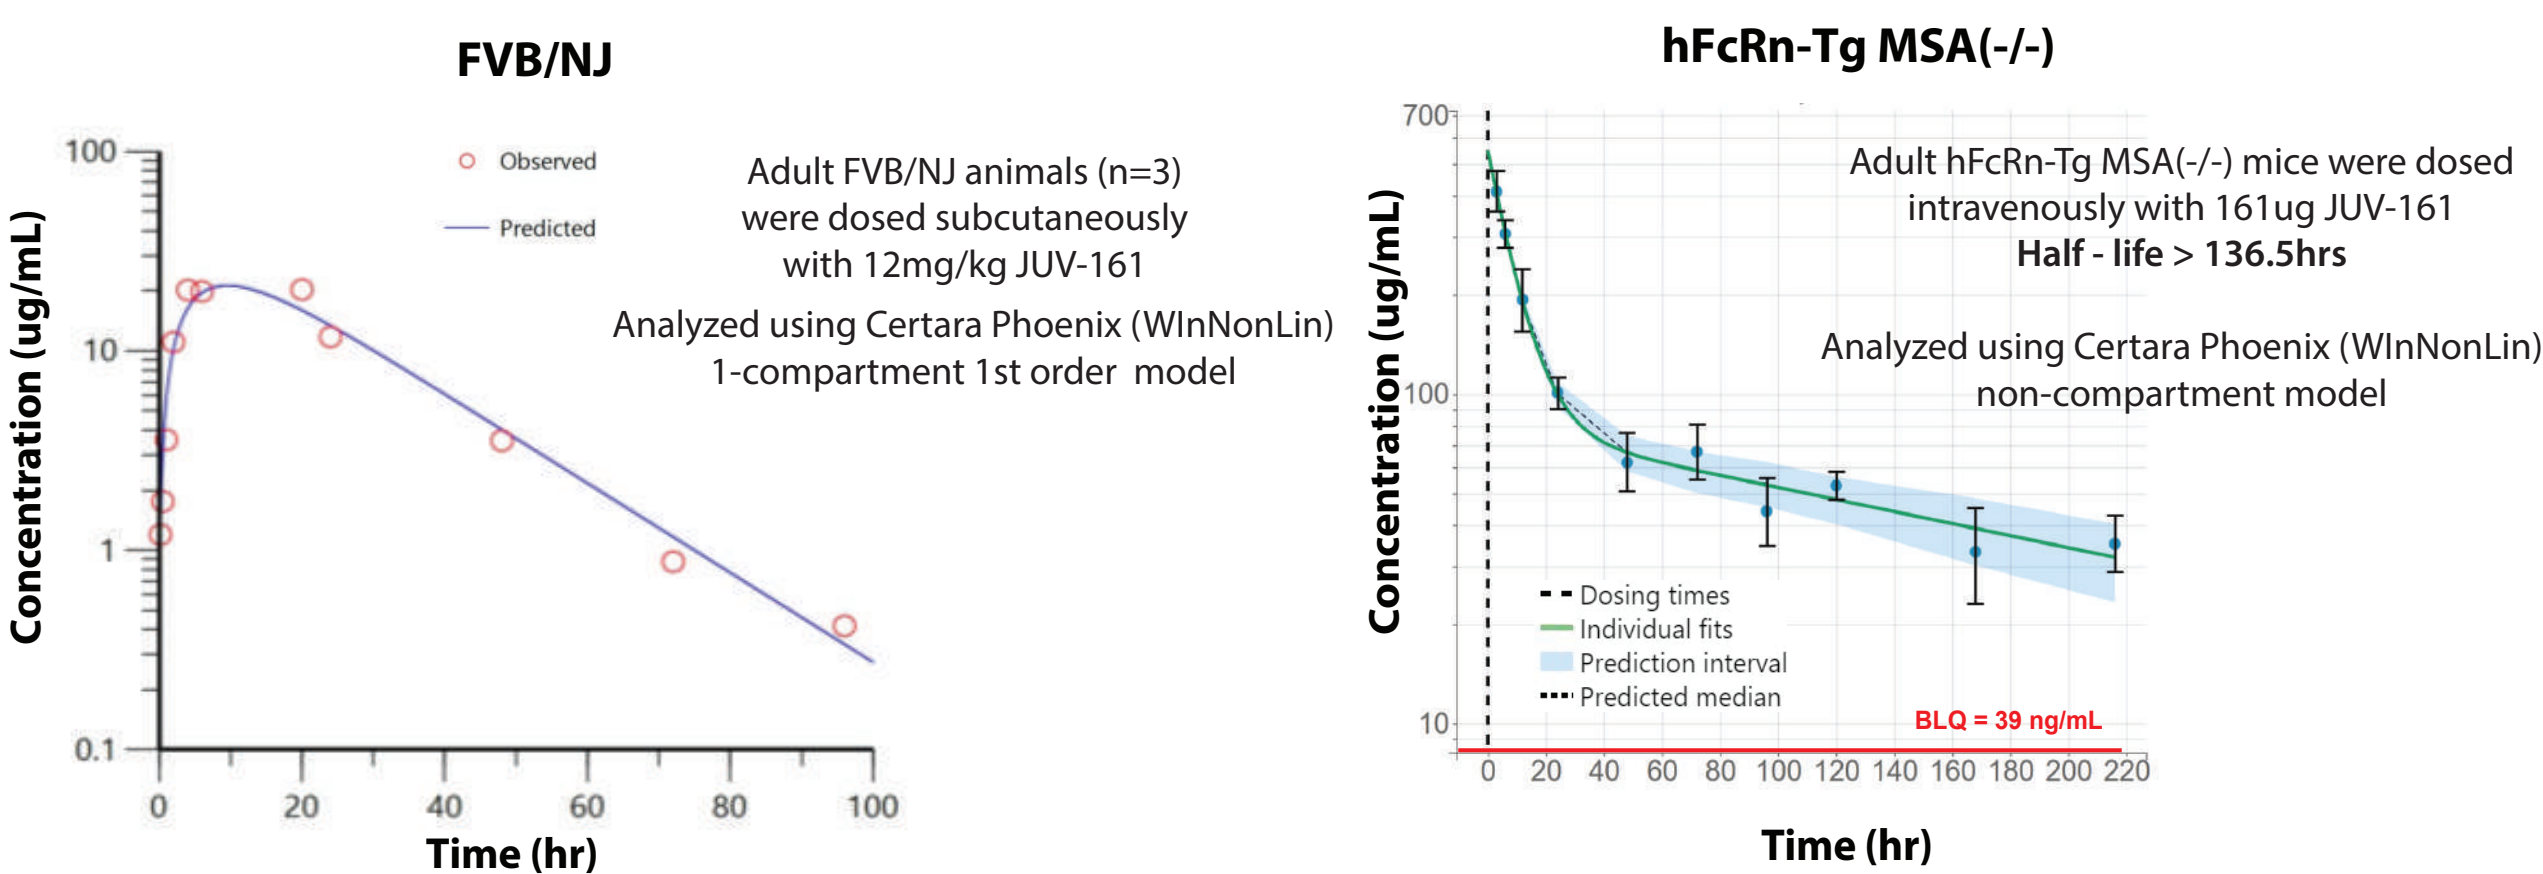 FVB/NJ
Concentration (ug/mL)
100
10
1
0.1
Observed
Predicted
Adult FVB/NJ animals (n=3)
were dosed subcutaneously
with 12mg/kg JUV-161
Analyzed using Certara Phoenix (WInNonLin)
1-compartment 1st order model
0 20 40 60 80 100
Time (hr)
hFcRn-Tg MSA(-/-)
Concentration (ug/mL)
700
100
10
Adult hFcRn-Tg MSA(-/-) mice were dosed
intravenously with 161ug JUV-161
Half - life > 136.5hrs
Analyzed using Certara Phoenix (WInNonLin)
non-compartment model
Dosing times
Individual fits
Prediction interval
Predicted median
BLQ = 39 ng/mL
0 20 40 60 80 100 120 140 160 180 200 220
Time (hr)